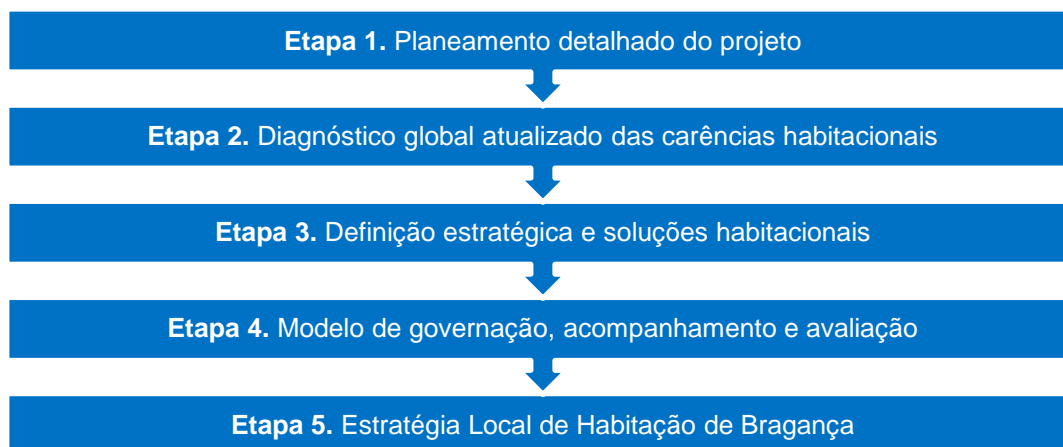 Etapa 1. Planeamento detalhado do projeto
Etapa 2. Diagnóstico global atualizado das carências habitacionais
Etapa 3. Definição estratégica e soluções habitacionais
Etapa 4. Modelo de governação, acompanhamento e avaliação
Etapa 5. Estratégia Local de Habitação de Bragança